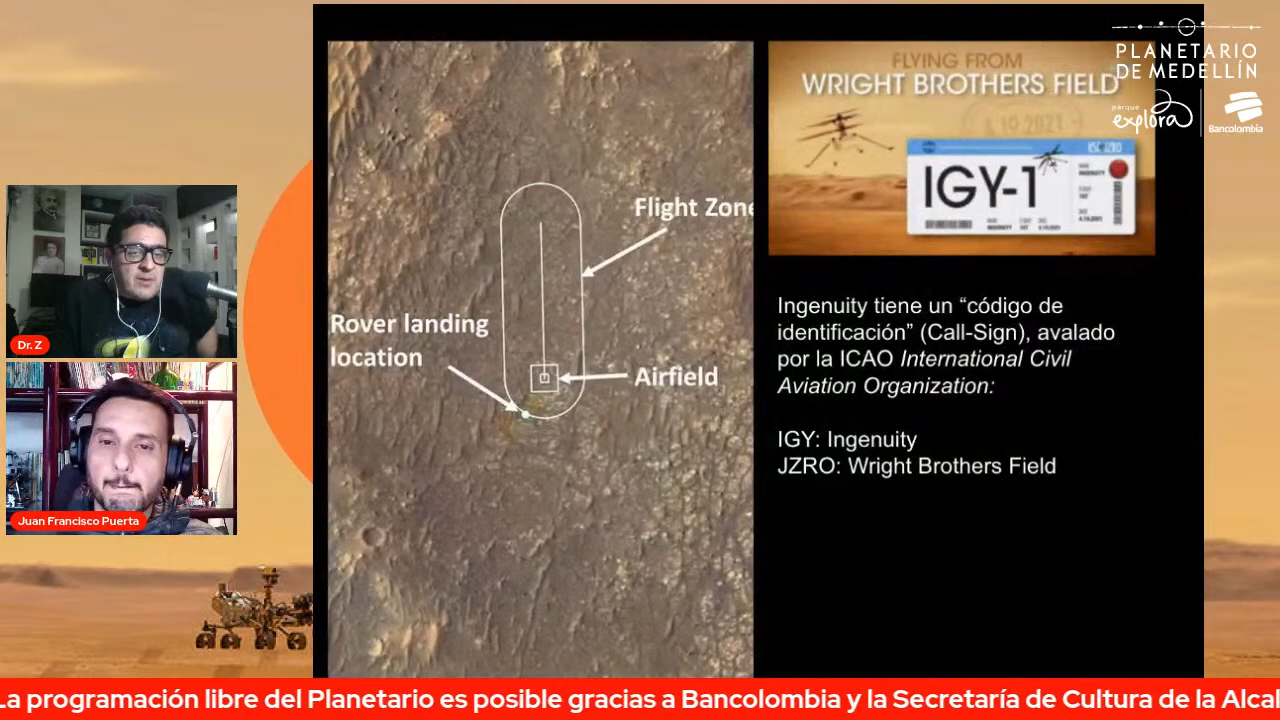 PLANETARIO
DE MEDELLÍN
parque
explora
Bancolombia
Dr. Z
Juan Francisco Puerta
Flight Zone
Rover landing
location
Airfield
FLYING FROM
WRIGHT BROTHERS FIELD
4.10.2021
IGY-1
Ingenuity tiene un “código de
identificación” (Call-Sign), avalado
por la ICAO International Civil
Aviation Organization:
IGY: Ingenuity
JZRO: Wright Brothers Field
La programación libre del Planetario es posible gracias a Bancolombia y la Secretaría de Cultura de la Alcal